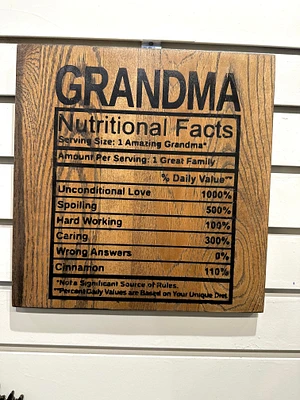 GRANDMA
Nutritional Facts
Serving Size: 1 Amazing Grandma*
Amount Per Serving: 1 Great Family
% Daily Value**
Unconditional Love 1000%
Spoiling 500%
Hard Working 100%
Caring 300%
Wrong Answers 0%
Cinnamon 110%
*Not a Significant Source of Rules.
**Percent Daily Values are Based on Your Unique Diet.